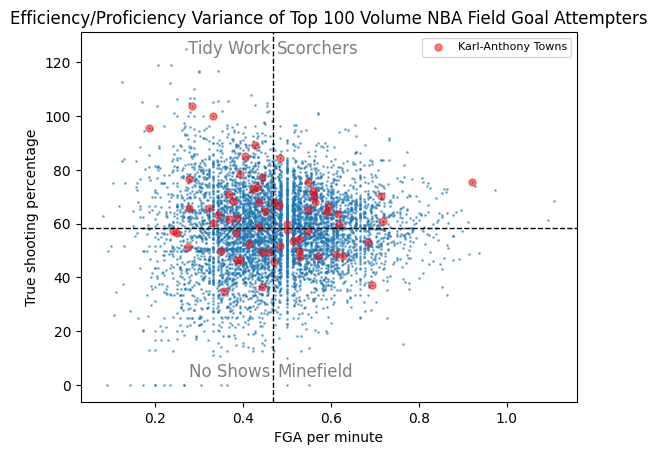 Efficiency/Proficiency Variance of Top 100 Volume NBA Field Goal Attempters
Tidy Work Scorchers
Karl-Anthony Towns
120
100
80
60
40
20
0
True shooting percentage
No Shows Minefield
0.2 0.4 0.6 0.8 1.0
FGA per minute